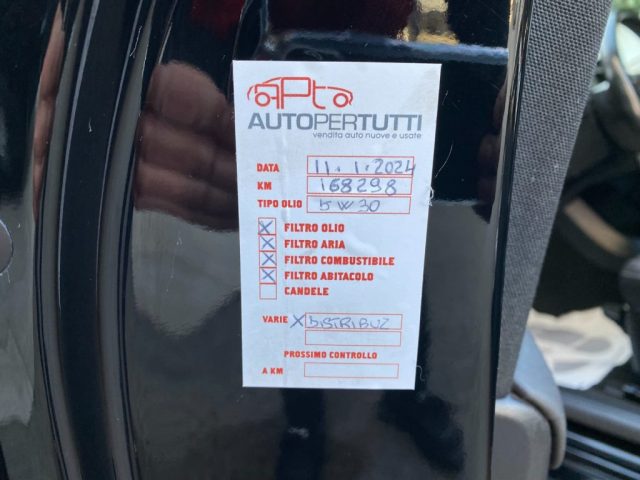 APto
AUTOPERTUTTI
vendita auto nuove e usate
DATA 11.1.2024
KM 168298
TIPO OLIO 5W30
X FILTRO OLIO
X FILTRO ARIA
X FILTRO COMBUSTIBILE
X FILTRO ABITACOLO
CANDELE
VARIE X DISTRIBUZ
PROSSIMO CONTROLLO
A KM